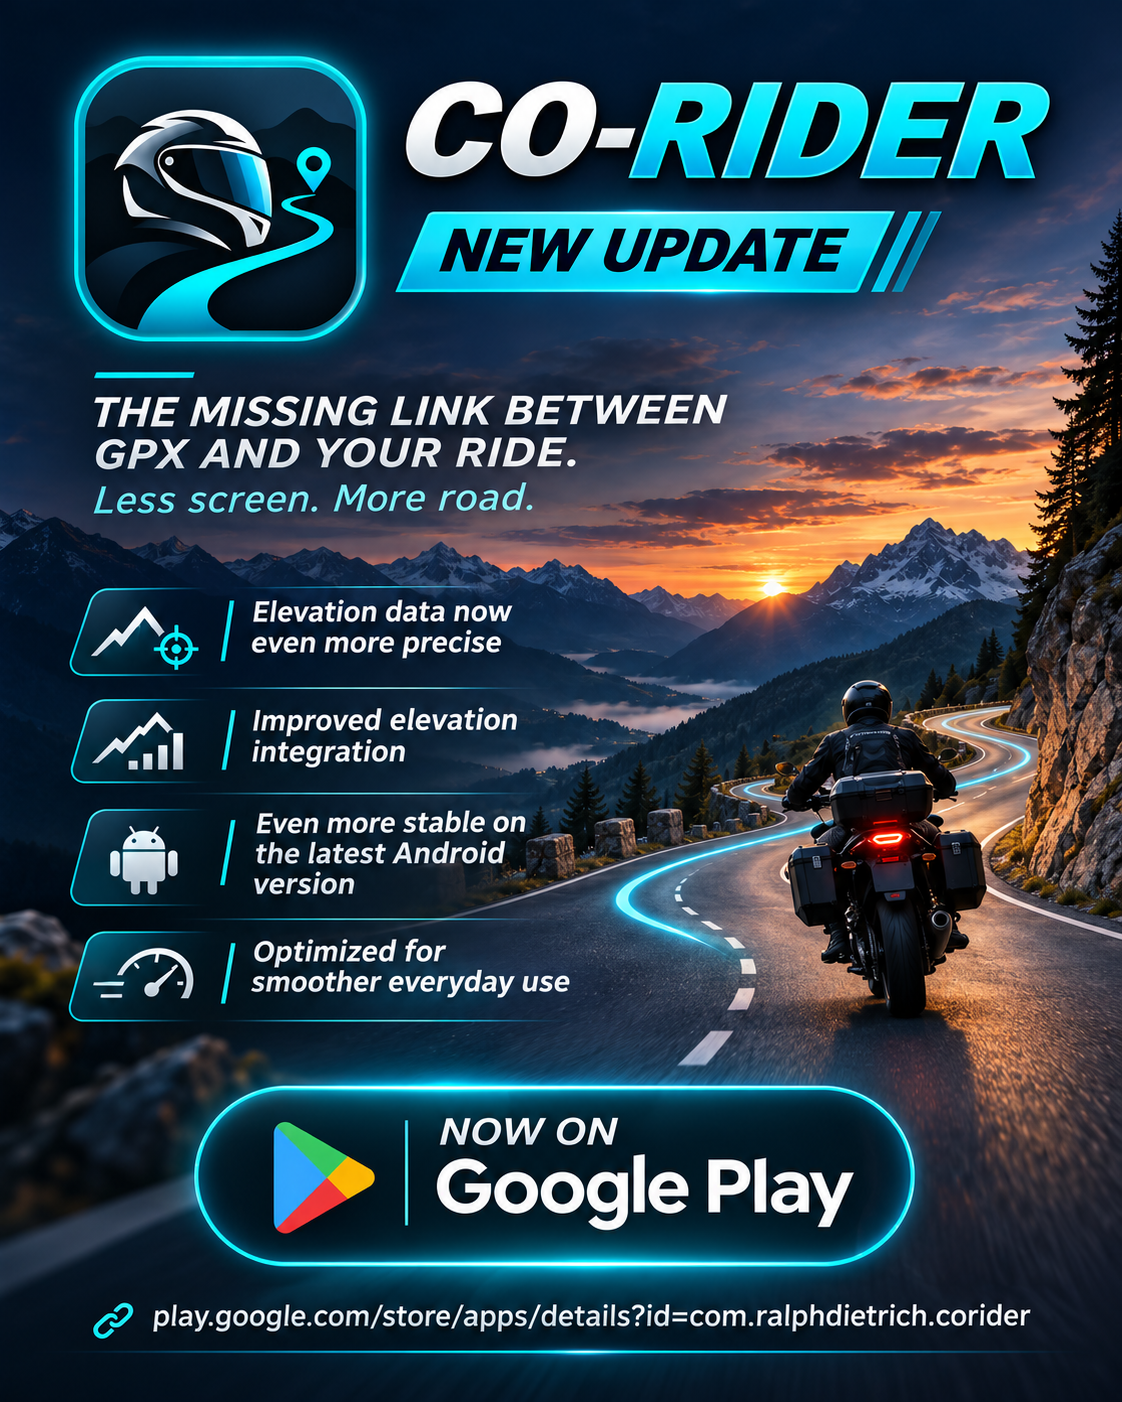 CO-RIDER
NEW UPDATE
THE MISSING LINK BETWEEN
GPX AND YOUR RIDE.
Less screen. More road.
Elevation data now
even more precise
Improved elevation
integration
Even more stable on
the latest Android
version
Optimized for
smoother everyday use
NOW ON
Google Play
play.google.com/store/apps/details?id=com.ralphdietrich.corider